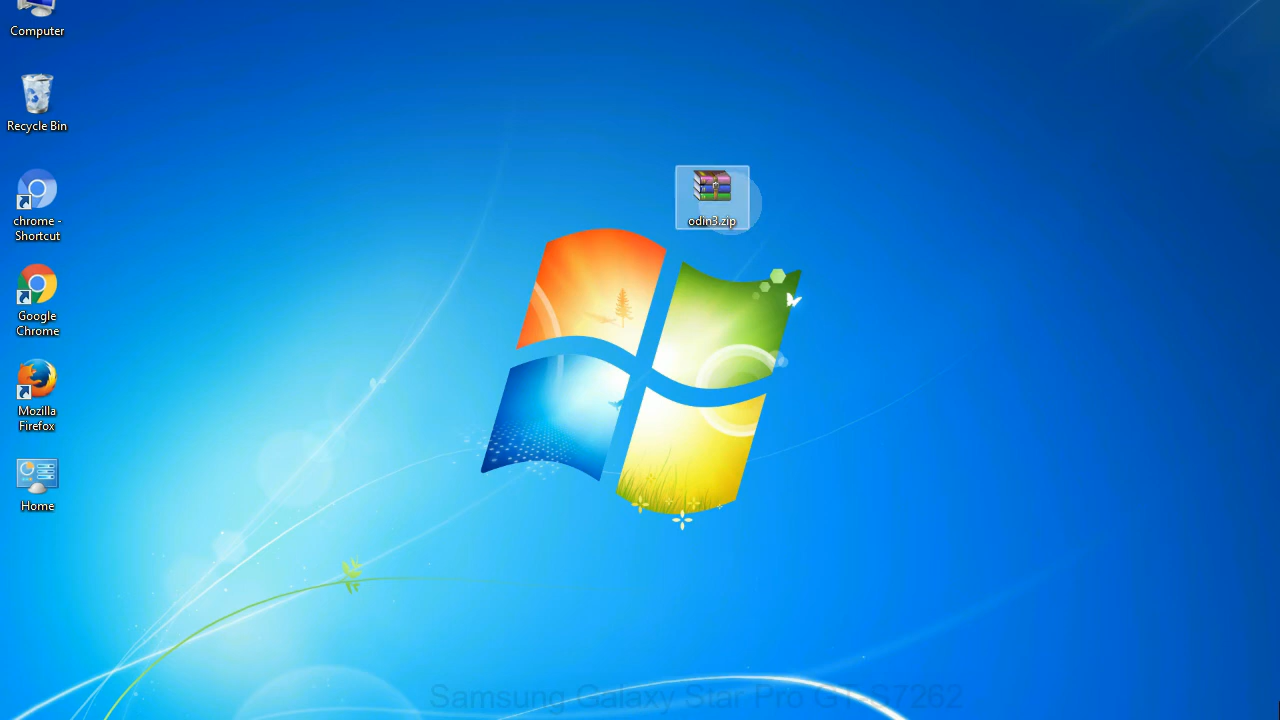 Computer
Recycle Bin
chrome -
Shortcut
Google
Chrome
Mozilla
Firefox
Home
odin3.zip
Samsung Galaxy Star Pro GT-S7262